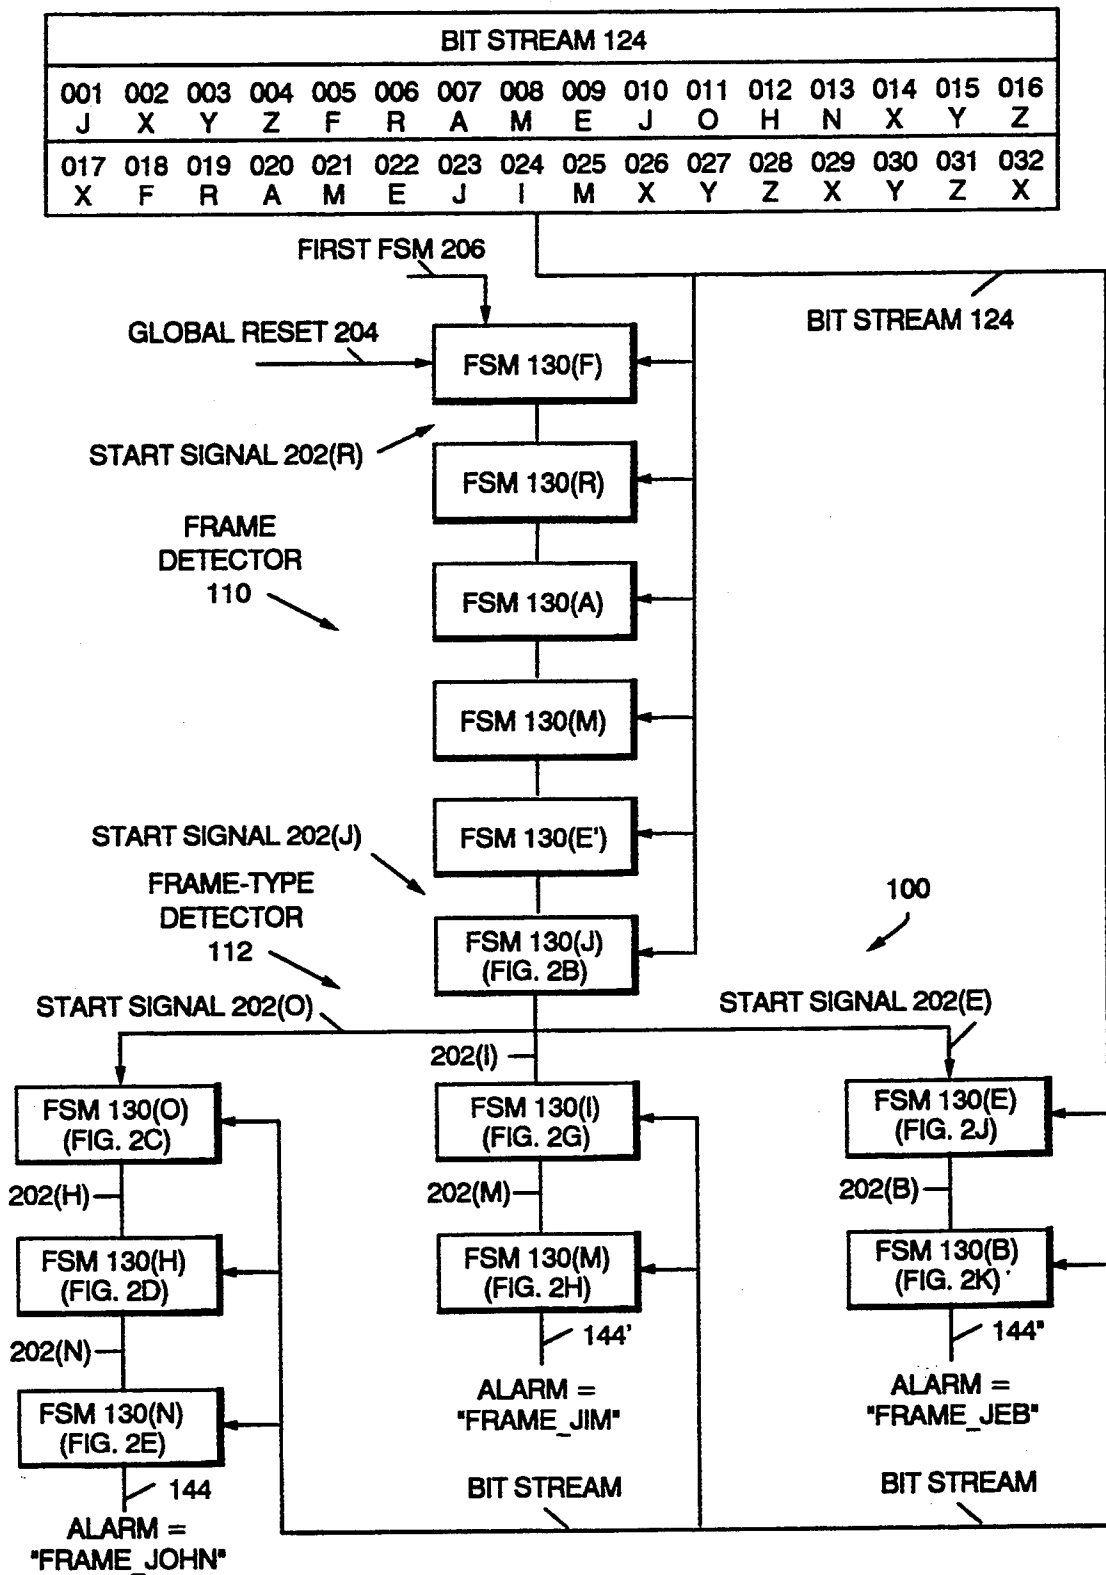 BIT STREAM 124
001 002 003 004 005 006 007 008 009 010 011 012 013 014 015 016
J X Y Z F R A M E J O H N X Y Z
017 018 019 020 021 022 023 024 025 026 027 028 029 030 031 032
X F R A M E J I M X Y Z X Y Z X
FIRST FSM 206
BIT STREAM 124
GLOBAL RESET 204
FSM 130(F)
START SIGNAL 202(R)
FSM 130(R)
FRAME
DETECTOR
110
FSM 130(A)
FSM 130(M)
START SIGNAL 202(J)
FSM 130(E')
FRAME-TYPE
DETECTOR
112
100
FSM 130(J)
(FIG. 2B)
START SIGNAL 202(O)
START SIGNAL 202(E)
202(I)
FSM 130(O)
(FIG. 2C)
FSM 130(I)
(FIG. 2G)
FSM 130(E)
(FIG. 2J)
202(H)
202(M)
202(B)
FSM 130(H)
(FIG. 2D)
FSM 130(M)
(FIG. 2H)
FSM 130(B)
(FIG. 2K)
202(N)
144'
144"
ALARM =
"FRAME_JIM"
ALARM =
"FRAME_JEB"
FSM 130(N)
(FIG. 2E)
144
BIT STREAM
BIT STREAM
ALARM =
"FRAME_JOHN"